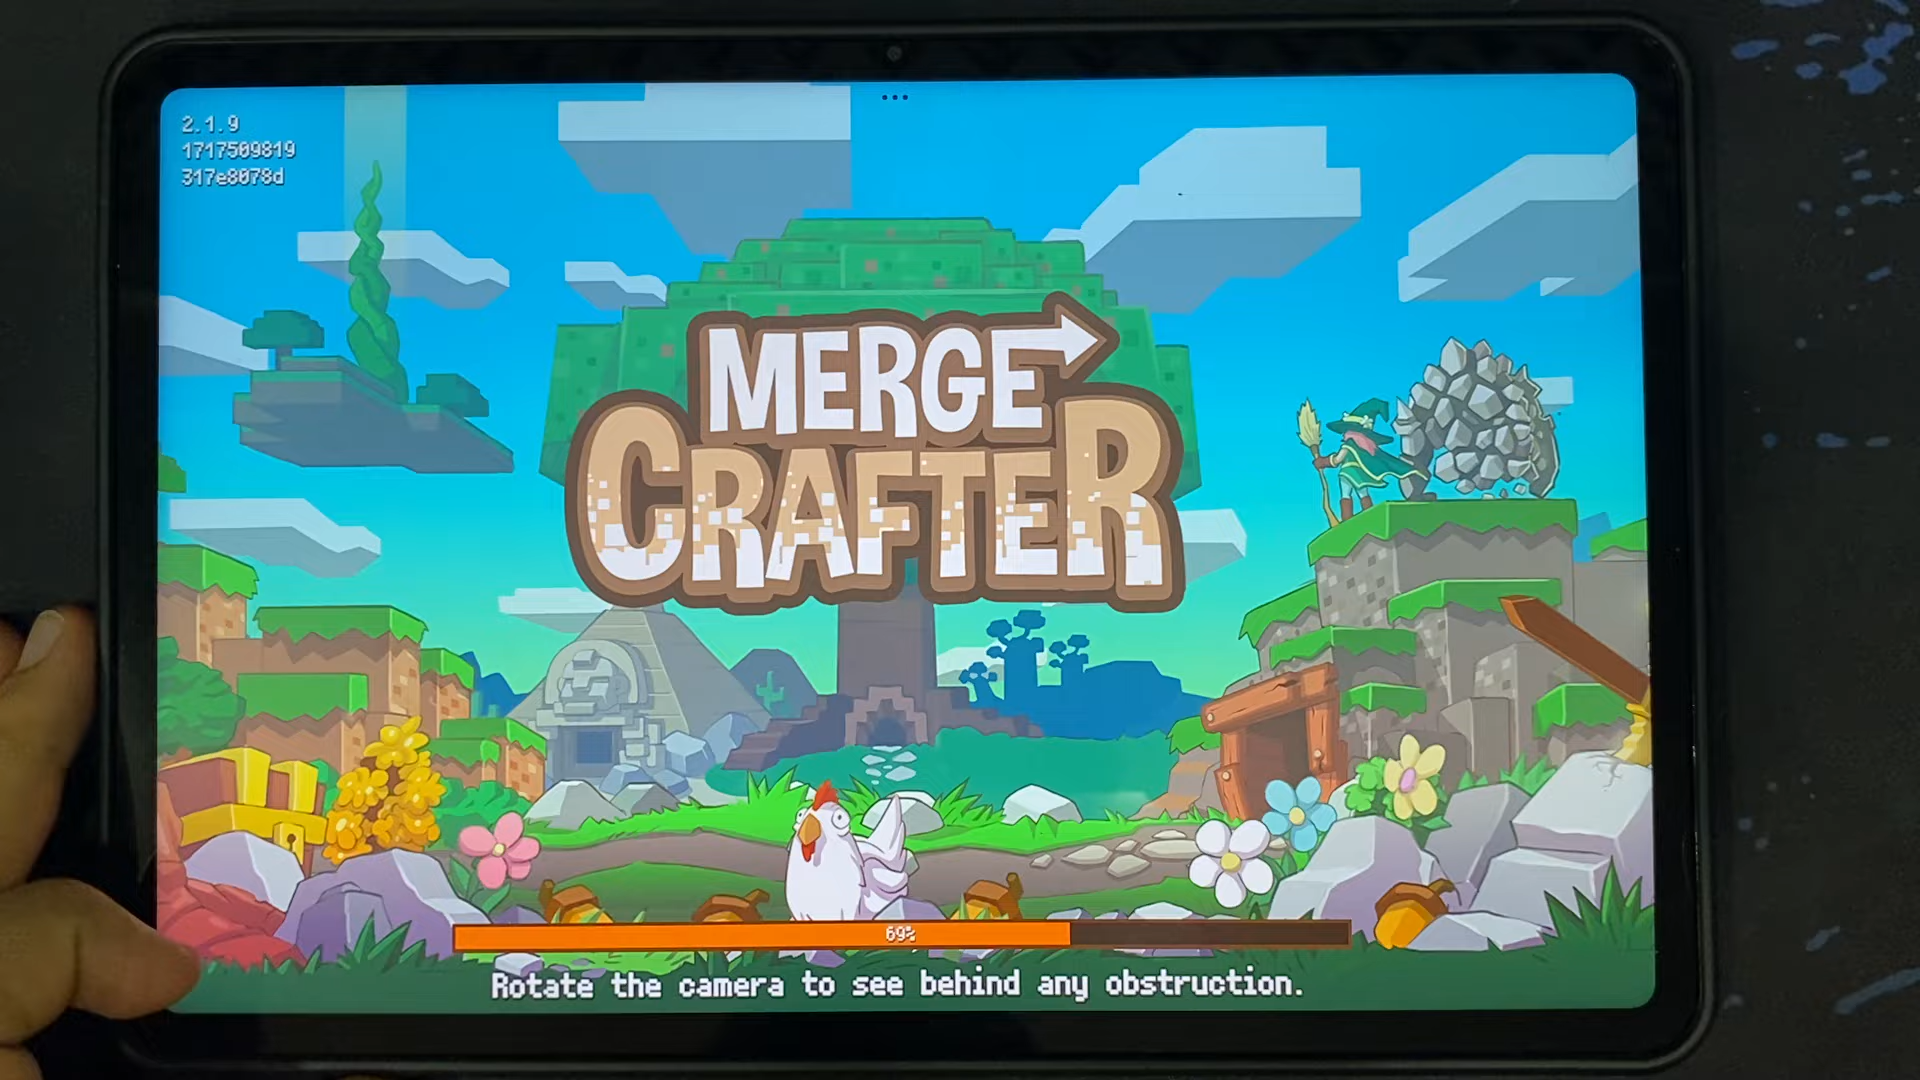 2.1.9
1717509819
317e8078d
MERGE
CRAFTER
69%
Rotate the camera to see behind any obstruction.